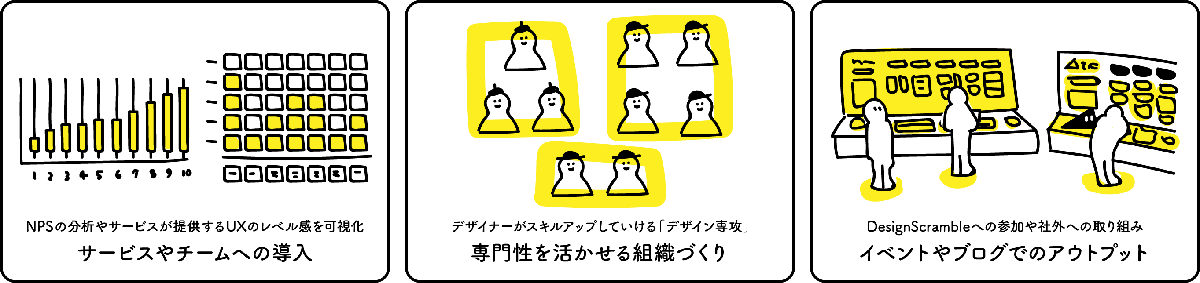 1 2 3 4 5 6 7 8 9 10
NPSの分析やサービスが提供するUXのレベル感を可視化
サービスやチームへの導入
デザイナーがスキルアップしていける「デザイン専攻」
専門性を活かせる組織づくり
DesignScrambleへの参加や社外への取り組み
イベントやブログでのアウトプット